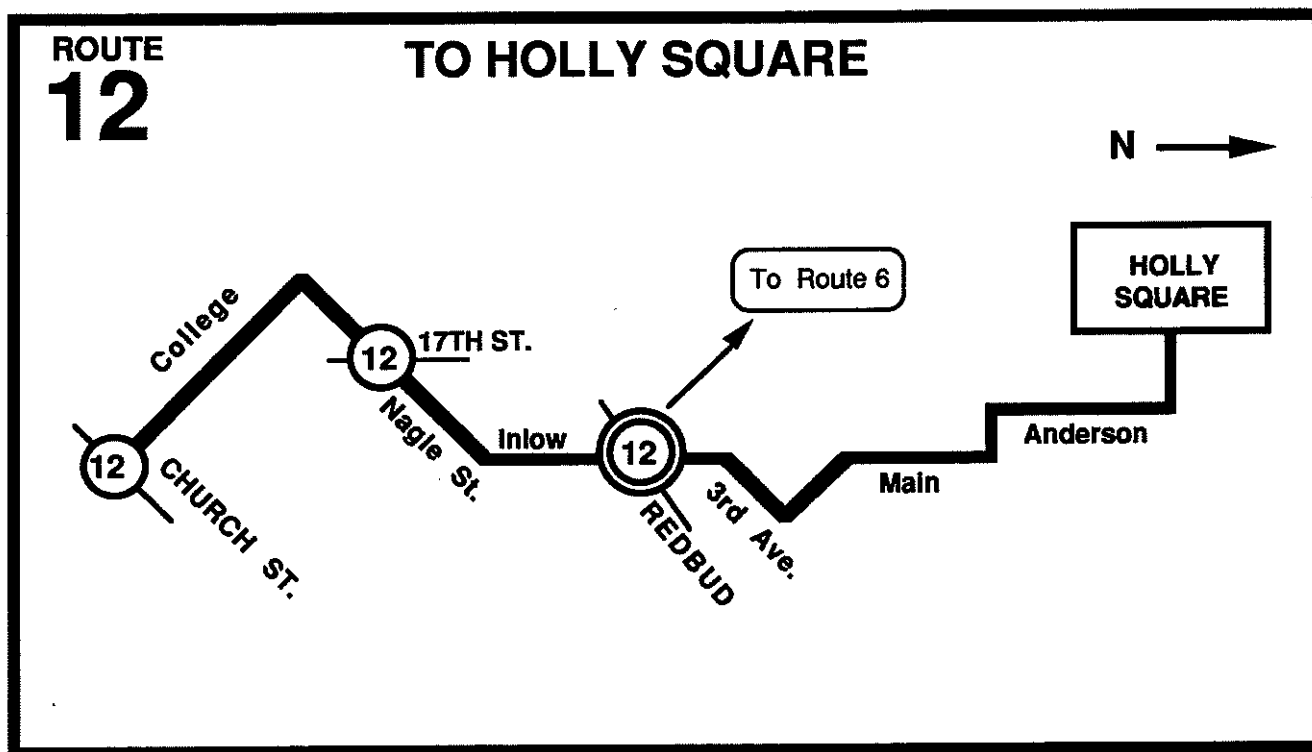 ROUTE
12
TO HOLLY SQUARE
N
HOLLY
SQUARE
To Route 6
College
17TH ST.
12
Nagle St.
Inlow
12
Anderson
Main
3rd Ave.
12
CHURCH ST.
REDBUD